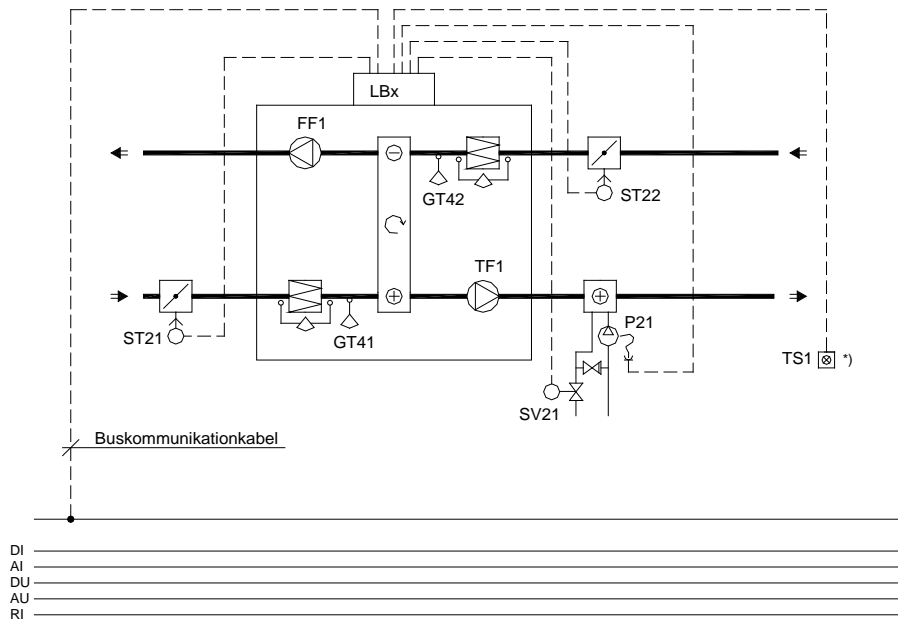 LBx
FF1
GT42
ST22
TF1
ST21
GT41
P21
TS1 *)
SV21
Buskommunikationkabel
DI
AI
DU
AU
RI